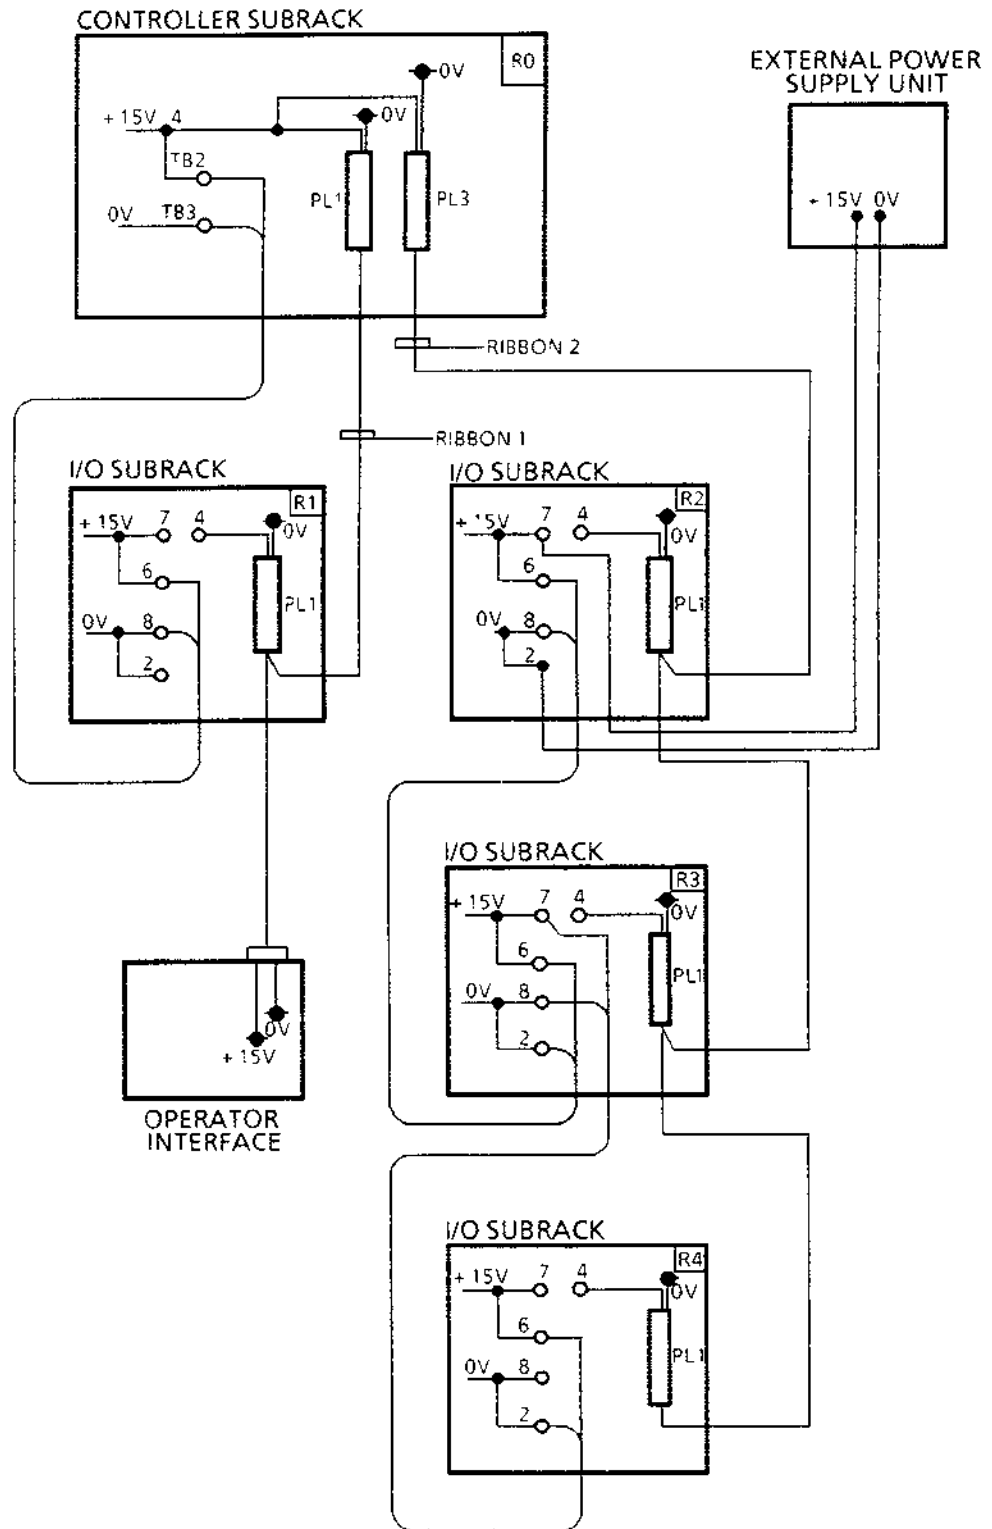 CONTROLLER SUBRACK
R0
0V
0V
+ 15V 4
TB2
PL1
PL3
0V
TB3
EXTERNAL POWER
SUPPLY UNIT
+ 15V 0V
RIBBON 2
RIBBON 1
I/O SUBRACK
R1
+ 15V 7 4
0V
6
PL1
0V 8
2
I/O SUBRACK
R2
+ 15V 7 4
0V
6
PL1
0V 8
2
I/O SUBRACK
R3
+ 15V 7 4
0V
6
PL1
0V 8
2
0V
+ 15V
OPERATOR
INTERFACE
I/O SUBRACK
R4
+ 15V 7 4
0V
6
PL1
0V 8
2